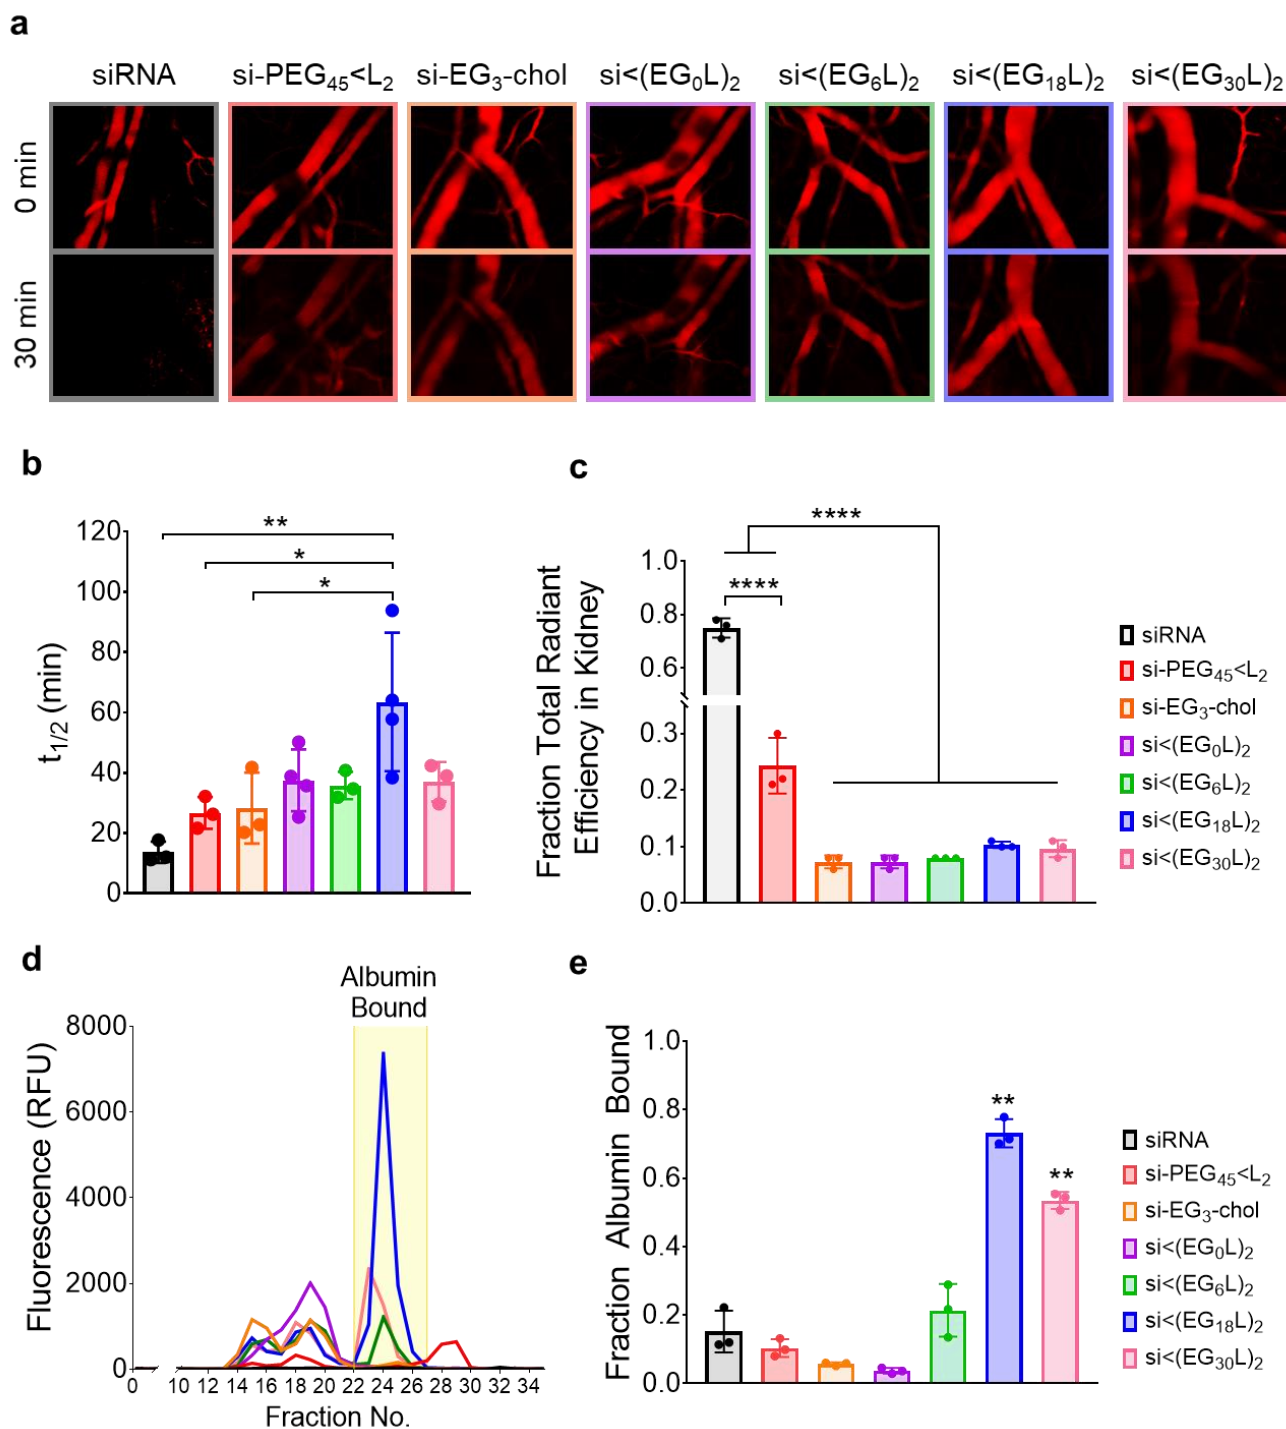 a
siRNA si-PEG₄₅<L₂ si-EG₃-chol si<(EG₀L)₂ si<(EG₆L)₂ si<(EG₁₈L)₂ si<(EG₃₀L)₂
0 min
30 min
b
t₁/₂ (min)
120
100
80
60
40
20
0
**
*
*
c
Fraction Total Radiant
Efficiency in Kidney
1.0
0.8
0.6
0.3
0.2
0.1
0.0
****
****
siRNA
si-PEG₄₅<L₂
si-EG₃-chol
si<(EG₀L)₂
si<(EG₆L)₂
si<(EG₁₈L)₂
si<(EG₃₀L)₂
d
Albumin
Bound
Fluorescence (RFU)
8000
6000
4000
2000
0
0 10 12 14 16 18 20 22 24 26 28 30 32 34
Fraction No.
e
Fraction Albumin Bound
1.0
0.8
0.6
0.4
0.2
0.0
**
**
siRNA
si-PEG₄₅<L₂
si-EG₃-chol
si<(EG₀L)₂
si<(EG₆L)₂
si<(EG₁₈L)₂
si<(EG₃₀L)₂